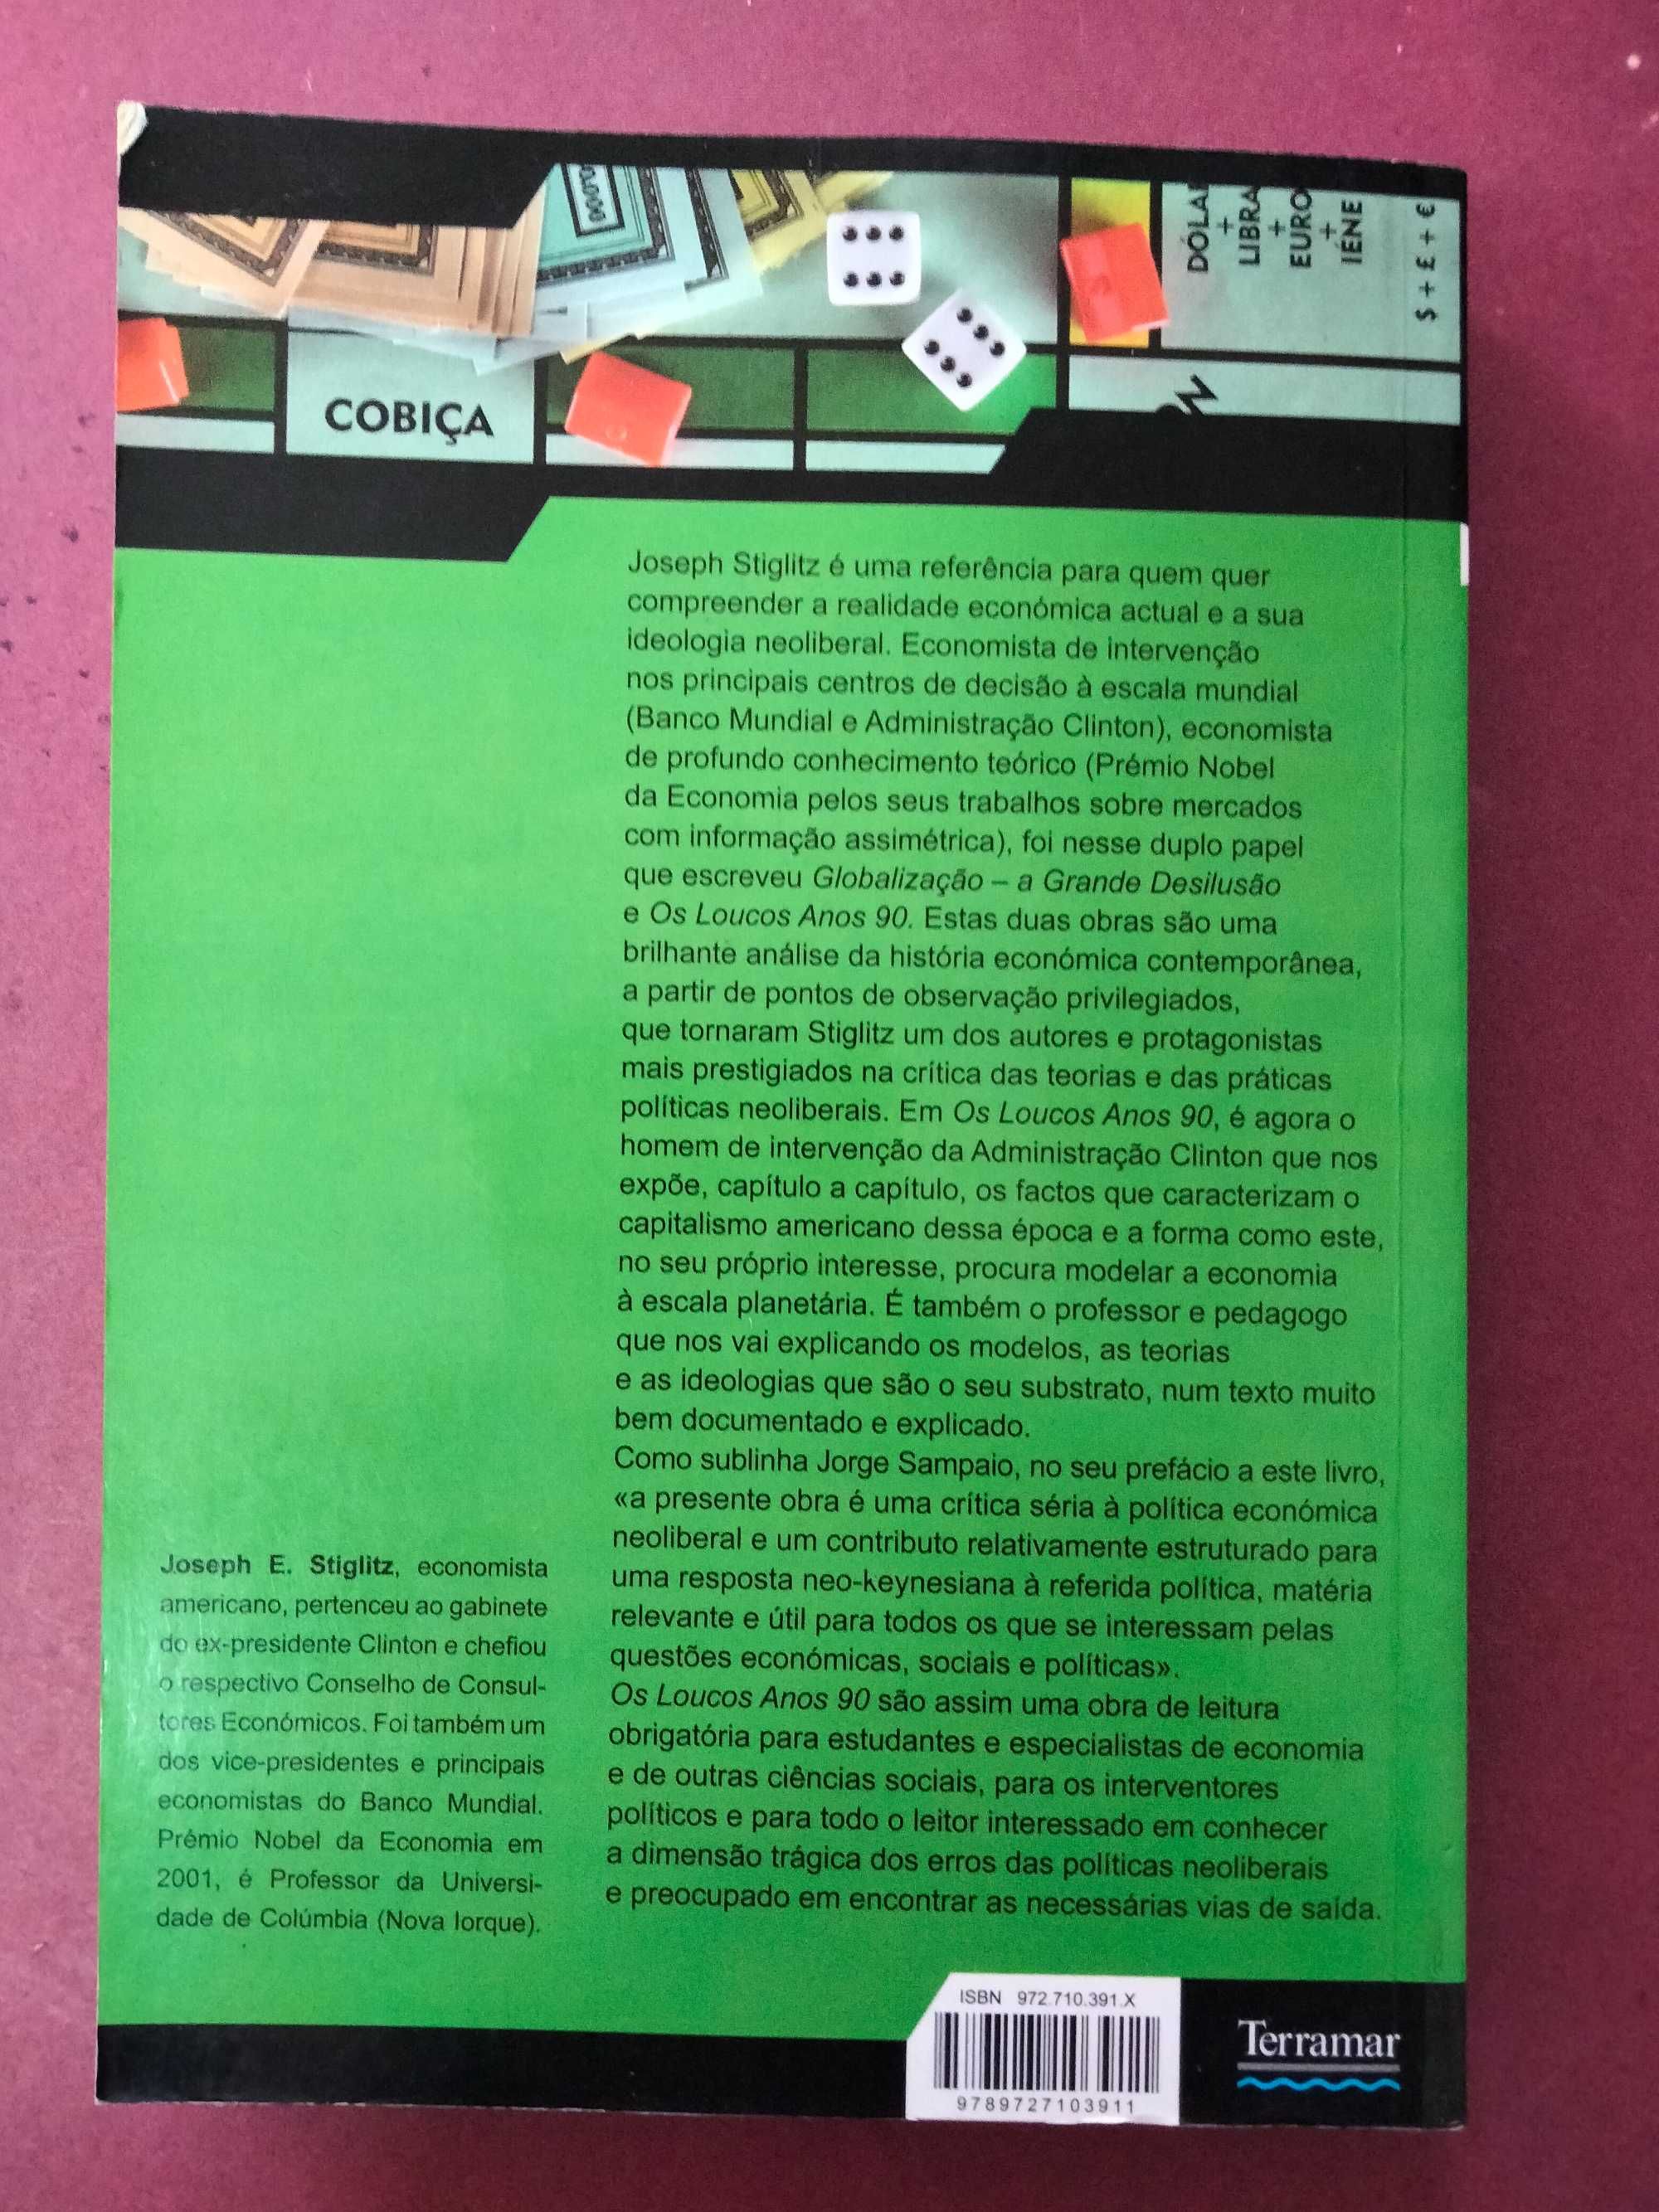 COBIÇA
DÓLA
+
LIBRA
+
EURO
+
IENE
$ + £ + €
Joseph Stiglitz é uma referência para quem quer
compreender a realidade económica actual e a sua
ideologia neoliberal. Economista de intervenção
nos principais centros de decisão à escala mundial
(Banco Mundial e Administração Clinton), economista
de profundo conhecimento teórico (Prémio Nobel
da Economia pelos seus trabalhos sobre mercados
com informação assimétrica), foi nesse duplo papel
que escreveu Globalização – a Grande Desilusão
e Os Loucos Anos 90. Estas duas obras são uma
brilhante análise da história económica contemporânea,
a partir de pontos de observação privilegiados,
que tornaram Stiglitz um dos autores e protagonistas
mais prestigiados na crítica das teorias e das práticas
políticas neoliberais. Em Os Loucos Anos 90, é agora o
homem de intervenção da Administração Clinton que nos
expõe, capítulo a capítulo, os factos que caracterizam o
capitalismo americano dessa época e a forma como este,
no seu próprio interesse, procura modelar a economia
à escala planetária. É também o professor e pedagogo
que nos vai explicando os modelos, as teorias
e as ideologias que são o seu substrato, num texto muito
bem documentado e explicado.
Como sublinha Jorge Sampaio, no seu prefácio a este livro,
«a presente obra é uma crítica séria à política económica
neoliberal e um contributo relativamente estruturado para
uma resposta neo-keynesiana à referida política, matéria
relevante e útil para todos os que se interessam pelas
questões económicas, sociais e políticas».
Os Loucos Anos 90 são assim uma obra de leitura
obrigatória para estudantes e especialistas de economia
e de outras ciências sociais, para os interventores
políticos e para todo o leitor interessado em conhecer
a dimensão trágica dos erros das políticas neoliberais
e preocupado em encontrar as necessárias vias de saída.
Joseph E. Stiglitz, economista
americano, pertenceu ao gabinete
do ex-presidente Clinton e chefiou
o respectivo Conselho de Consul-
tores Económicos. Foi também um
dos vice-presidentes e principais
economistas do Banco Mundial.
Prémio Nobel da Economia em
2001, é Professor da Universi-
dade de Colúmbia (Nova Iorque).
ISBN 972.710.391.X
9789727103911
Terramar